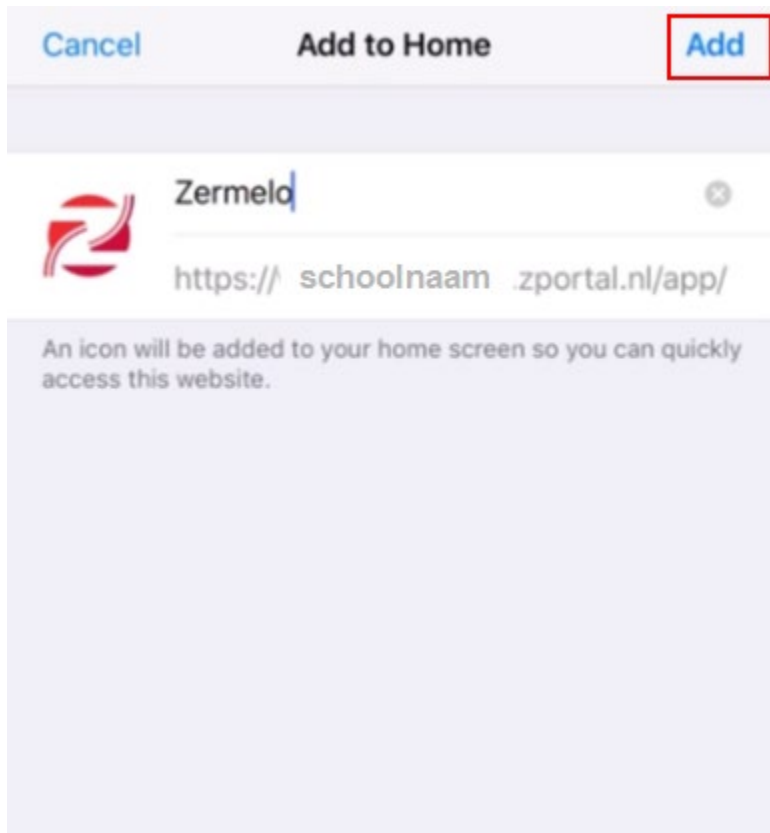 Cancel Add to Home Add
Zermelo
https:// schoolnaam .zportal.nl/app/
An icon will be added to your home screen so you can quickly
access this website.